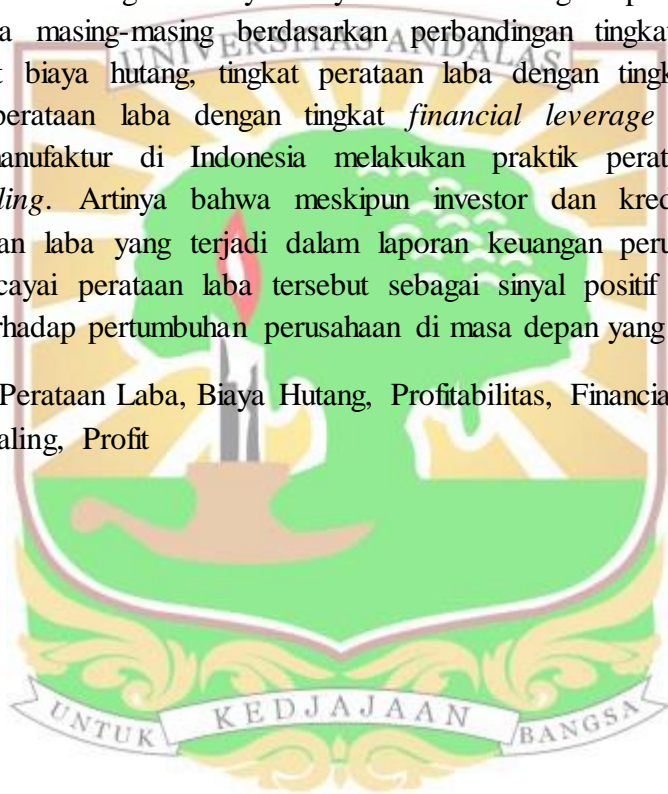 a masing-masing berdasarkan perbandingan tingkat
UNIVERSITAS ANDALAS
t biaya hutang, tingkat perataan laba dengan tingk
perataan laba dengan tingkat financial leverage
manufaktur di Indonesia melakukan praktik perat
ling. Artinya bahwa meskipun investor dan kred
an laba yang terjadi dalam laporan keuangan peru
cayai perataan laba tersebut sebagai sinyal positif
rhadap pertumbuhan perusahaan di masa depan yang
Perataan Laba, Biaya Hutang, Profitabilitas, Financia
aling, Profit
UNTUK KEDJAJAAN BANGSA